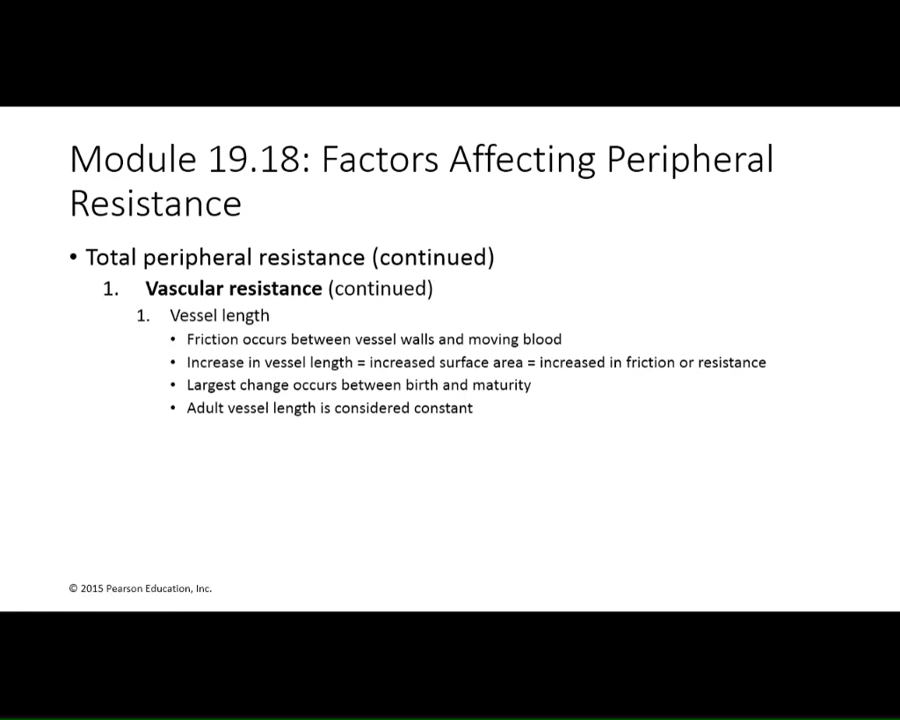 Module 19.18: Factors Affecting Peripheral
Resistance
• Total peripheral resistance (continued)
1. Vascular resistance (continued)
1. Vessel length
• Friction occurs between vessel walls and moving blood
• Increase in vessel length = increased surface area = increased in friction or resistance
• Largest change occurs between birth and maturity
• Adult vessel length is considered constant
© 2015 Pearson Education, Inc.